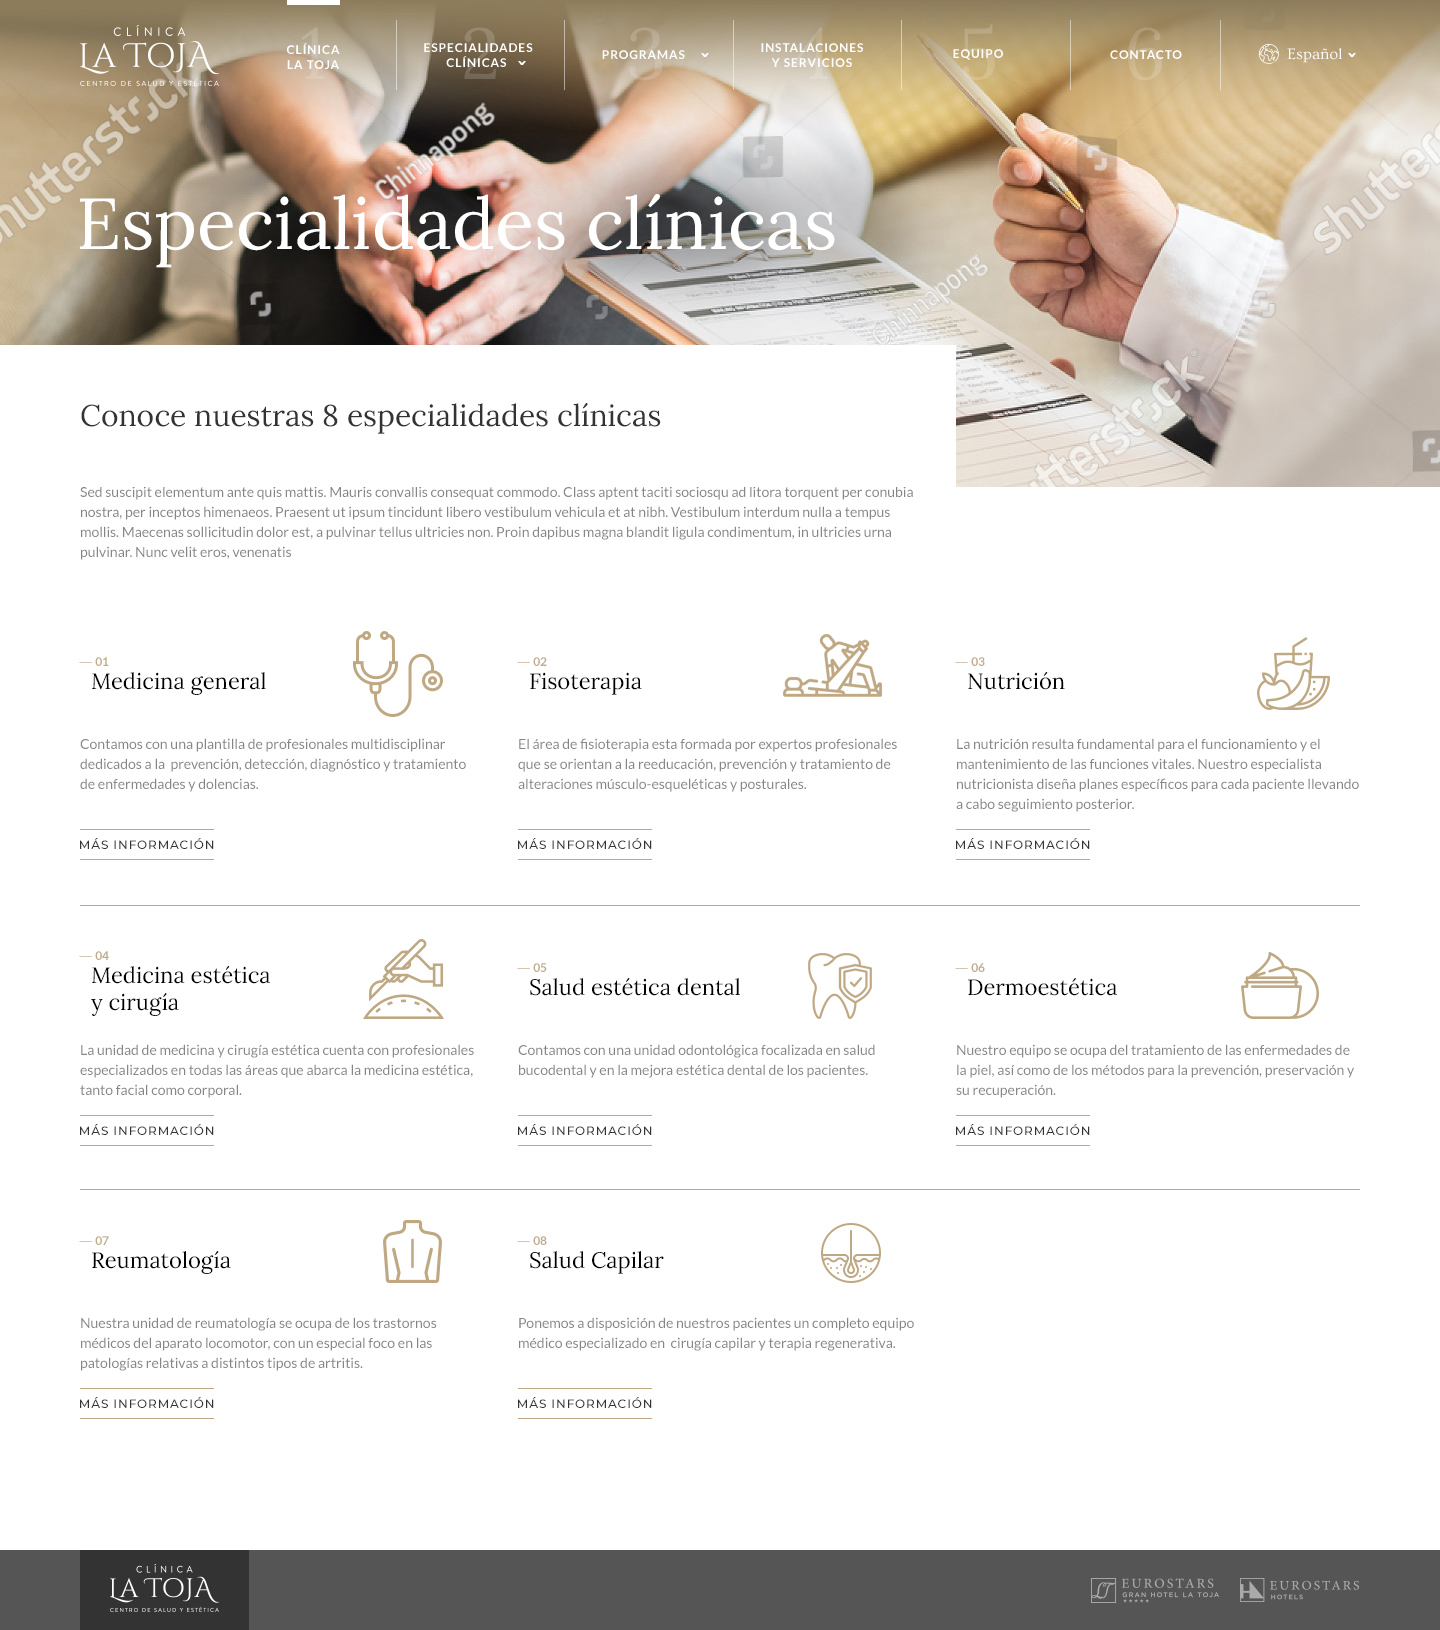 CLÍNICA
LA TOJA
CENTRO DE SALUD Y ESTÉTICA
1
CLÍNICA
LA TOJA
2
ESPECIALIDADES
CLÍNICAS
3
PROGRAMAS
4
INSTALACIONES
Y SERVICIOS
5
EQUIPO
6
CONTACTO
Español
shutterstock
Chinnapong
shutters
Especialidades clínicas
Chinnapong
utterstock
Conoce nuestras 8 especialidades clínicas
Sed suscipit elementum ante quis mattis. Mauris convallis consequat commodo. Class aptent taciti sociosqu ad litora torquent per conubia
nostra, per inceptos himenaeos. Praesent ut ipsum tincidunt libero vestibulum vehicula et at nibh. Vestibulum interdum nulla a tempus
mollis. Maecenas sollicitudin dolor est, a pulvinar tellus ultricies non. Proin dapibus magna blandit ligula condimentum, in ultricies urna
pulvinar. Nunc velit eros, venenatis
— 01
Medicina general
Contamos con una plantilla de profesionales multidisciplinar
dedicados a la  prevención, detección, diagnóstico y tratamiento
de enfermedades y dolencias.
MÁS INFORMACIÓN
— 02
Fisoterapia
El área de fisioterapia esta formada por expertos profesionales
que se orientan a la reeducación, prevención y tratamiento de
alteraciones músculo-esqueléticas y posturales.
MÁS INFORMACIÓN
— 03
Nutrición
La nutrición resulta fundamental para el funcionamiento y el
mantenimiento de las funciones vitales. Nuestro especialista
nutricionista diseña planes específicos para cada paciente llevando
a cabo seguimiento posterior.
MÁS INFORMACIÓN
— 04
Medicina estética
y cirugía
La unidad de medicina y cirugía estética cuenta con profesionales
especializados en todas las áreas que abarca la medicina estética,
tanto facial como corporal.
MÁS INFORMACIÓN
— 05
Salud estética dental
Contamos con una unidad odontológica focalizada en salud
bucodental y en la mejora estética dental de los pacientes.
MÁS INFORMACIÓN
— 06
Dermoestética
Nuestro equipo se ocupa del tratamiento de las enfermedades de
la piel, así como de los métodos para la prevención, preservación y
su recuperación.
MÁS INFORMACIÓN
— 07
Reumatología
Nuestra unidad de reumatología se ocupa de los trastornos
médicos del aparato locomotor, con un especial foco en las
patologías relativas a distintos tipos de artritis.
MÁS INFORMACIÓN
— 08
Salud Capilar
Ponemos a disposición de nuestros pacientes un completo equipo
médico especializado en  cirugía capilar y terapia regenerativa.
MÁS INFORMACIÓN
CLÍNICA
LA TOJA
CENTRO DE SALUD Y ESTÉTICA
EUROSTARS
GRAN HOTEL LA TOJA
★★★★★
EUROSTARS
HOTELS